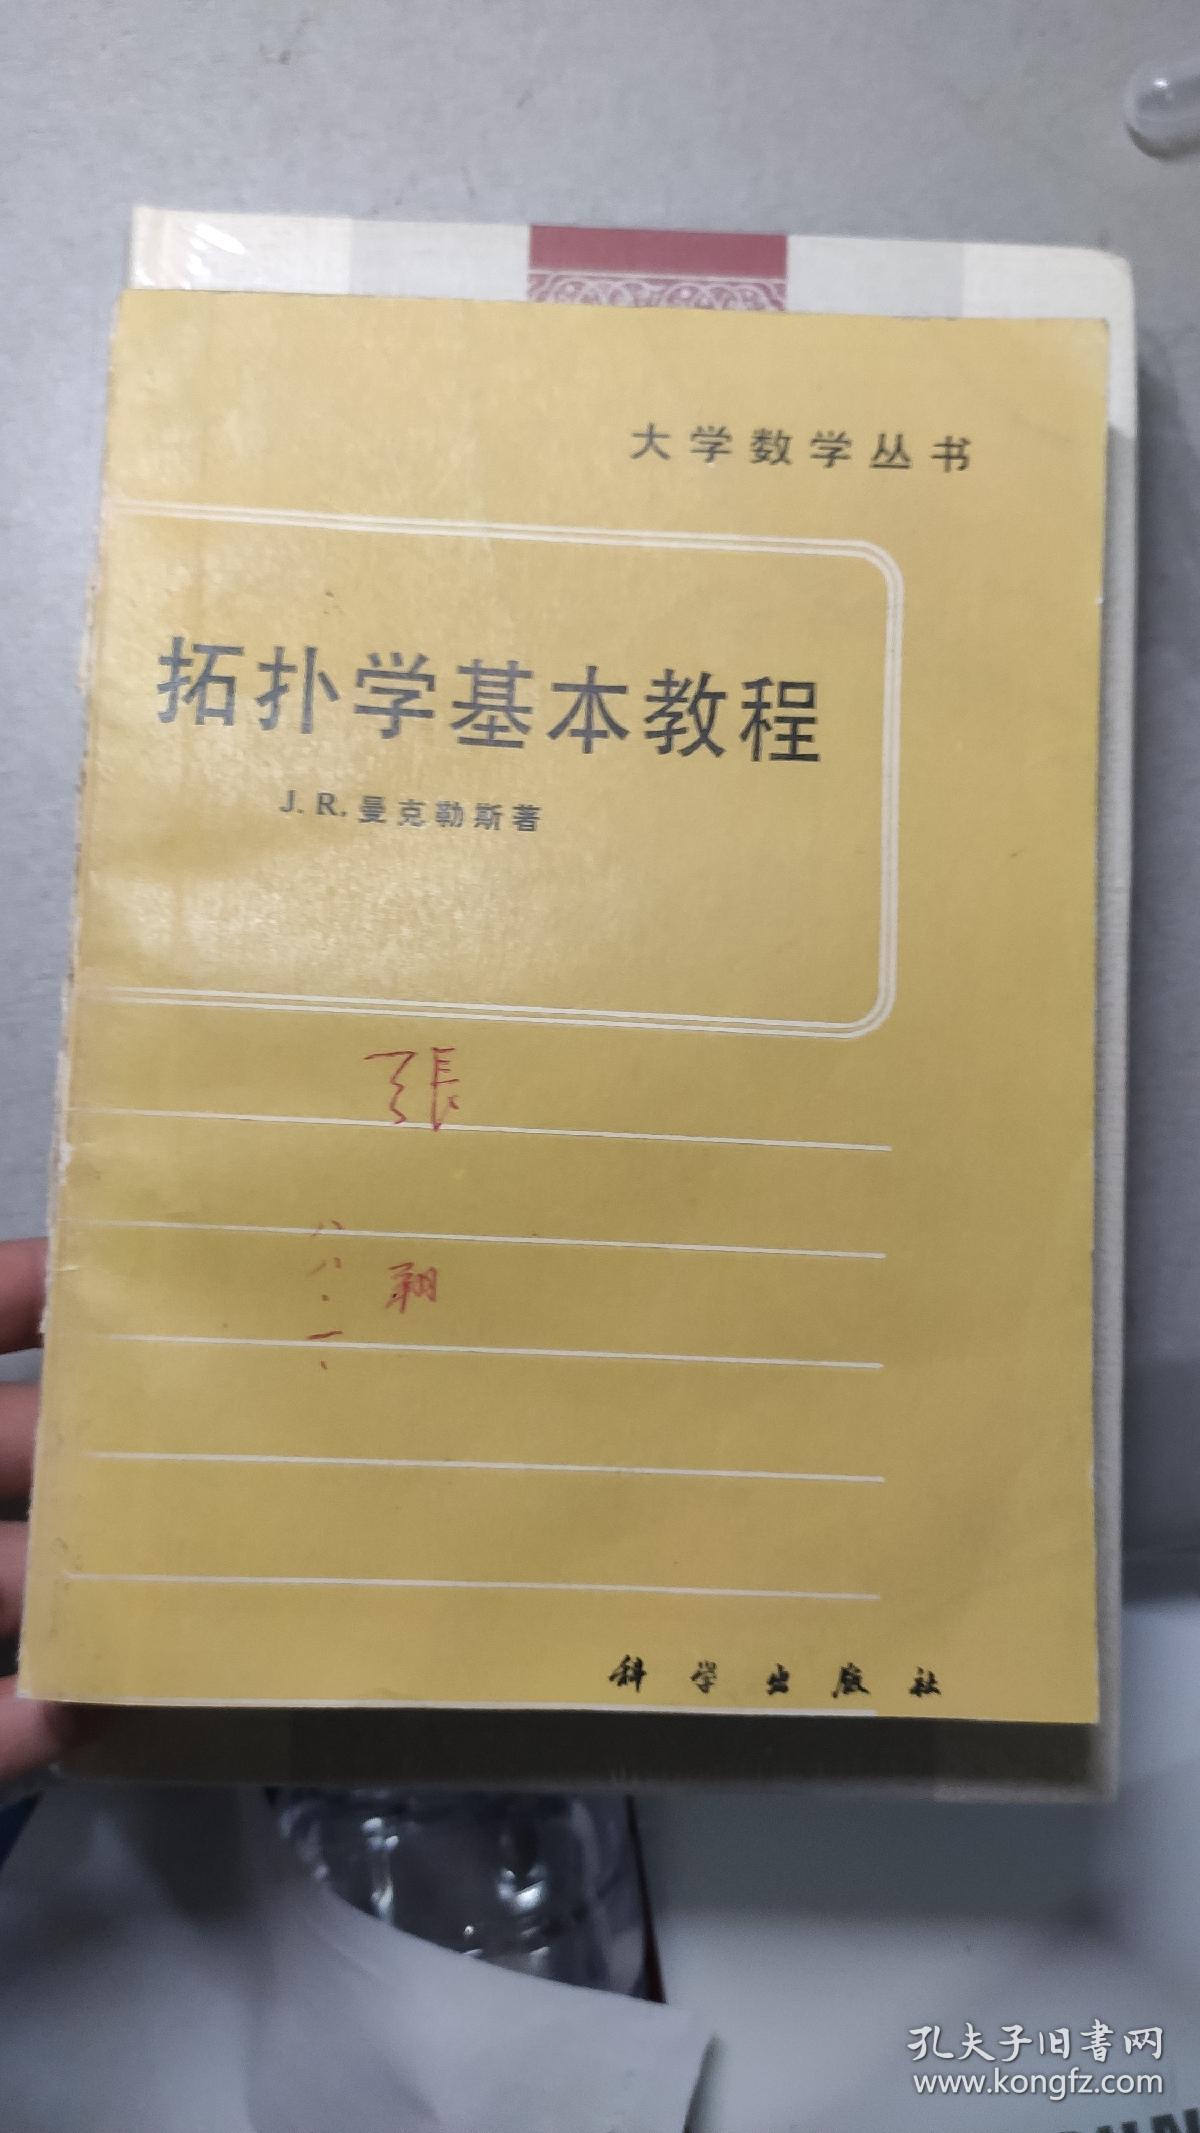 大学数学丛书
拓扑学基本教程
J. R. 曼克勒斯著
張
翔
科学出版社
孔夫子旧书网
www.kongfz.com